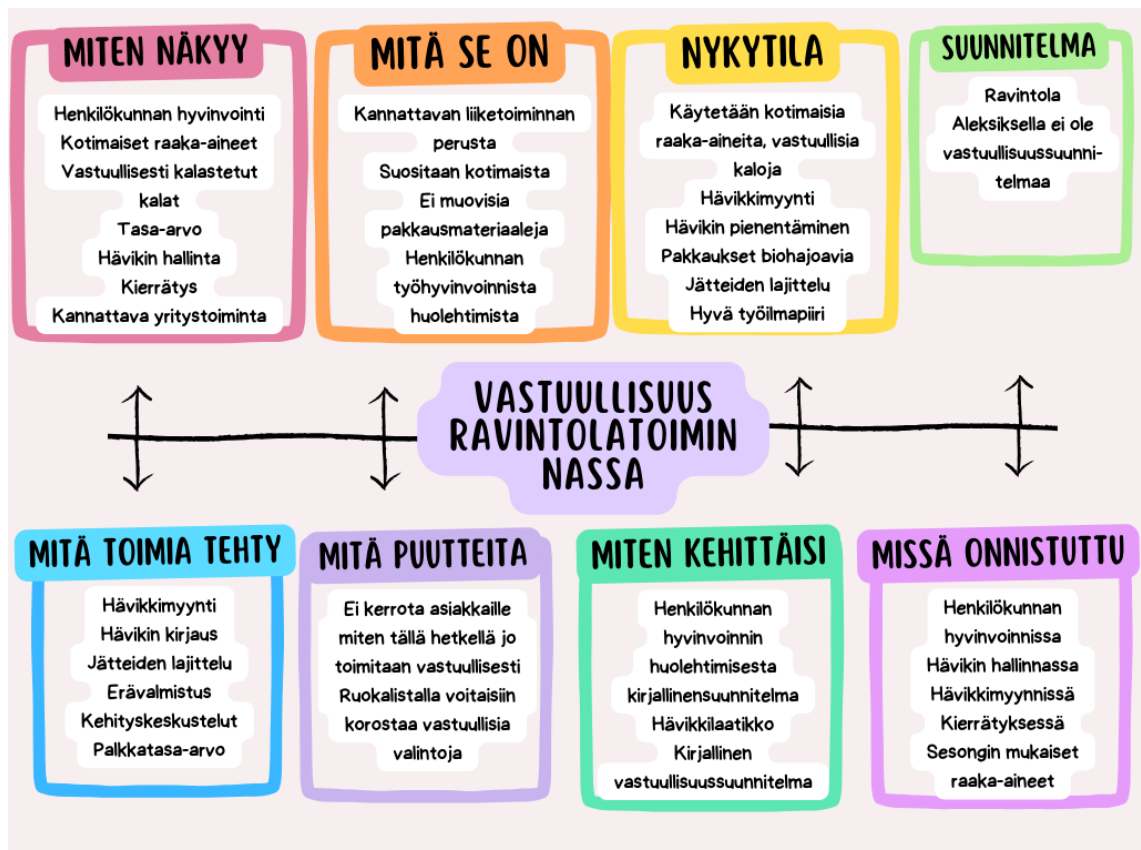 MITEN NÄKYY
Henkilökunnan hyvinvointi
Kotimaiset raaka-aineet
Vastuullisesti kalastetut
kalat
Tasa-arvo
Hävikin hallinta
Kierrätys
Kannattava yritystoiminta
MITÄ SE ON
Kannattavan liiketoiminnan
perusta
Suositaan kotimaista
Ei muovisia
pakkausmateriaaleja
Henkilökunnan
työhyvinvoinnista
huolehtimista
NYKYTILA
Käytetään kotimaisia
raaka-aineita, vastuullisia
kaloja
Hävikkimyynti
Hävikin pienentäminen
Pakkaukset biohajoavia
Jätteiden lajittelu
Hyvä työilmapiiri
SUUNNITELMA
Ravintola
Aleksiksella ei ole
vastuullisuussuunni-
telmaa
VASTUULLISUUS
RAVINTOLATOIMIN
NASSA
MITÄ TOIMIA TEHTY
Hävikkimyynti
Hävikin kirjaus
Jätteiden lajittelu
Erävalmistus
Kehityskeskustelut
Palkkatasa-arvo
MITÄ PUUTTEITA
Ei kerrota asiakkaille
miten tällä hetkellä jo
toimitaan vastuullisesti
Ruokalistalla voitaisiin
korostaa vastuullisia
valintoja
MITEN KEHITTÄISI
Henkilökunnan
hyvinvoinnin
huolehtimisesta
kirjallinensuunnitelma
Hävikkilaatikko
Kirjallinen
vastuullisuussuunnitelma
MISSÄ ONNISTUTTU
Henkilökunnan
hyvinvoinnissa
Hävikin hallinnassa
Hävikkimyynnissä
Kierrätyksessä
Sesongin mukaiset
raaka-aineet